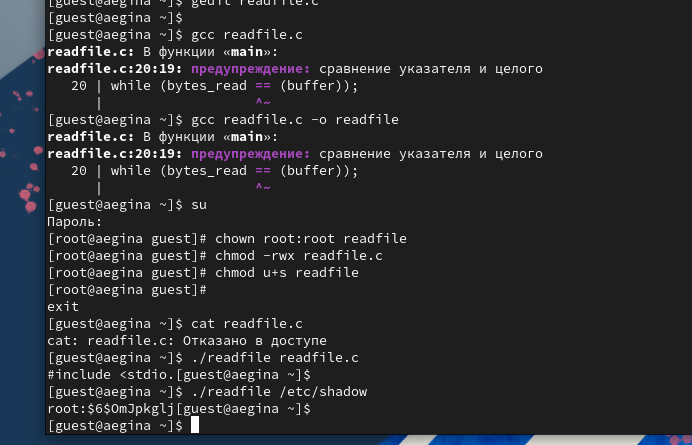 [guest@aegina ~]$ gedit readfile.c
[guest@aegina ~]$
[guest@aegina ~]$ gcc readfile.c
readfile.c: В функции «main»:
readfile.c:20:19: предупреждение: сравнение указателя и целого
   20 | while (bytes_read == (buffer));
      |                   ^~
[guest@aegina ~]$ gcc readfile.c -o readfile
readfile.c: В функции «main»:
readfile.c:20:19: предупреждение: сравнение указателя и целого
   20 | while (bytes_read == (buffer));
      |                   ^~
[guest@aegina ~]$ su
Пароль:
[root@aegina guest]# chown root:root readfile
[root@aegina guest]# chmod -rwx readfile.c
[root@aegina guest]# chmod u+s readfile
[root@aegina guest]#
exit
[guest@aegina ~]$ cat readfile.c
cat: readfile.c: Отказано в доступе
[guest@aegina ~]$ ./readfile readfile.c
#include <stdio.[guest@aegina ~]$
[guest@aegina ~]$ ./readfile /etc/shadow
root:$6$OmJpkglj[guest@aegina ~]$
[guest@aegina ~]$